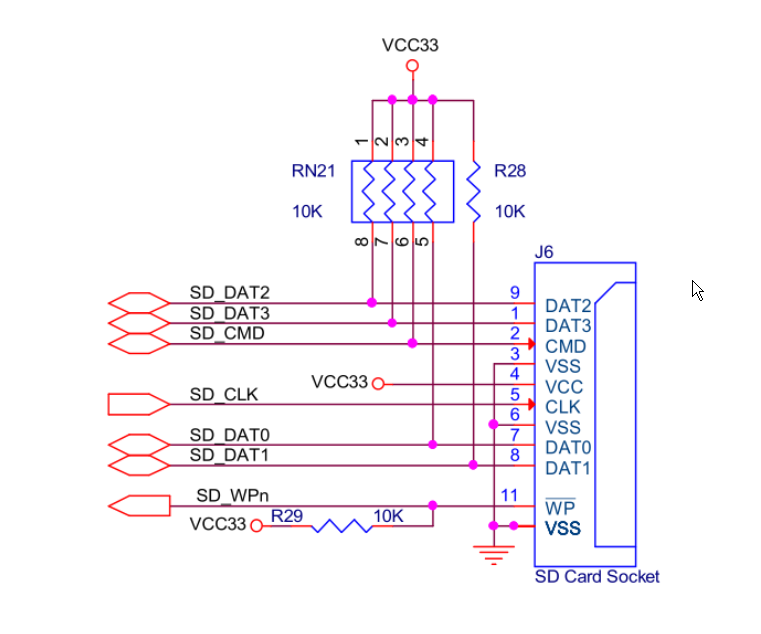 VCC33
1 2 3 4
RN21
R28
10K
10K
8 7 6 5
J6
SD_DAT2 9 DAT2
SD_DAT3 1 DAT3
SD_CMD 2 CMD
3 VSS
VCC33 4 VCC
SD_CLK 5 CLK
6 VSS
SD_DAT0 7 DAT0
SD_DAT1 8 DAT1
SD_WPn 11 WP
VCC33 R29 10K VSS
SD Card Socket